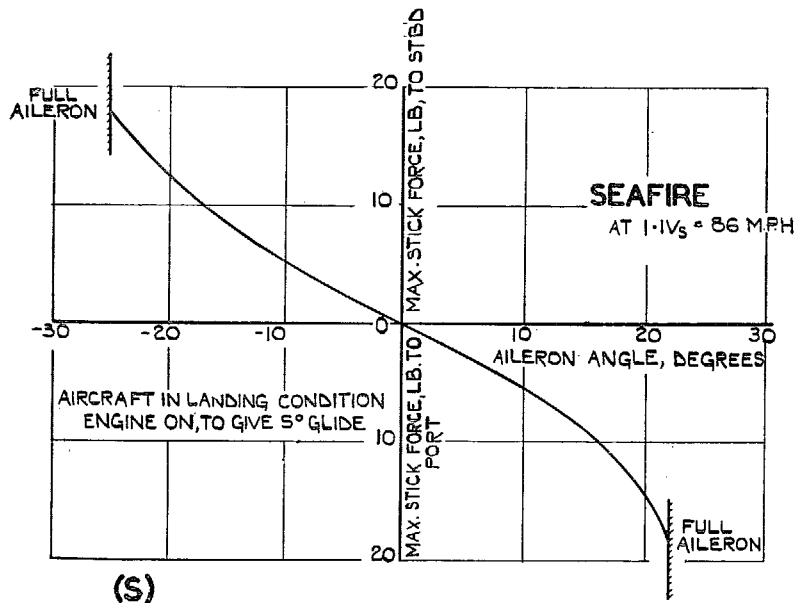 20
FULL
AILERON
MAX. STICK FORCE, LB, TO STBD
10
SEAFIRE
AT 1·1Vs = 86 M.P.H
-30
-20
-10
0
10
20
30
AILERON ANGLE, DEGREES
AIRCRAFT IN LANDING CONDITION
ENGINE ON, TO GIVE 5° GLIDE
MAX. STICK FORCE, LB. TO
PORT
10
FULL
AILERON
20
(S)